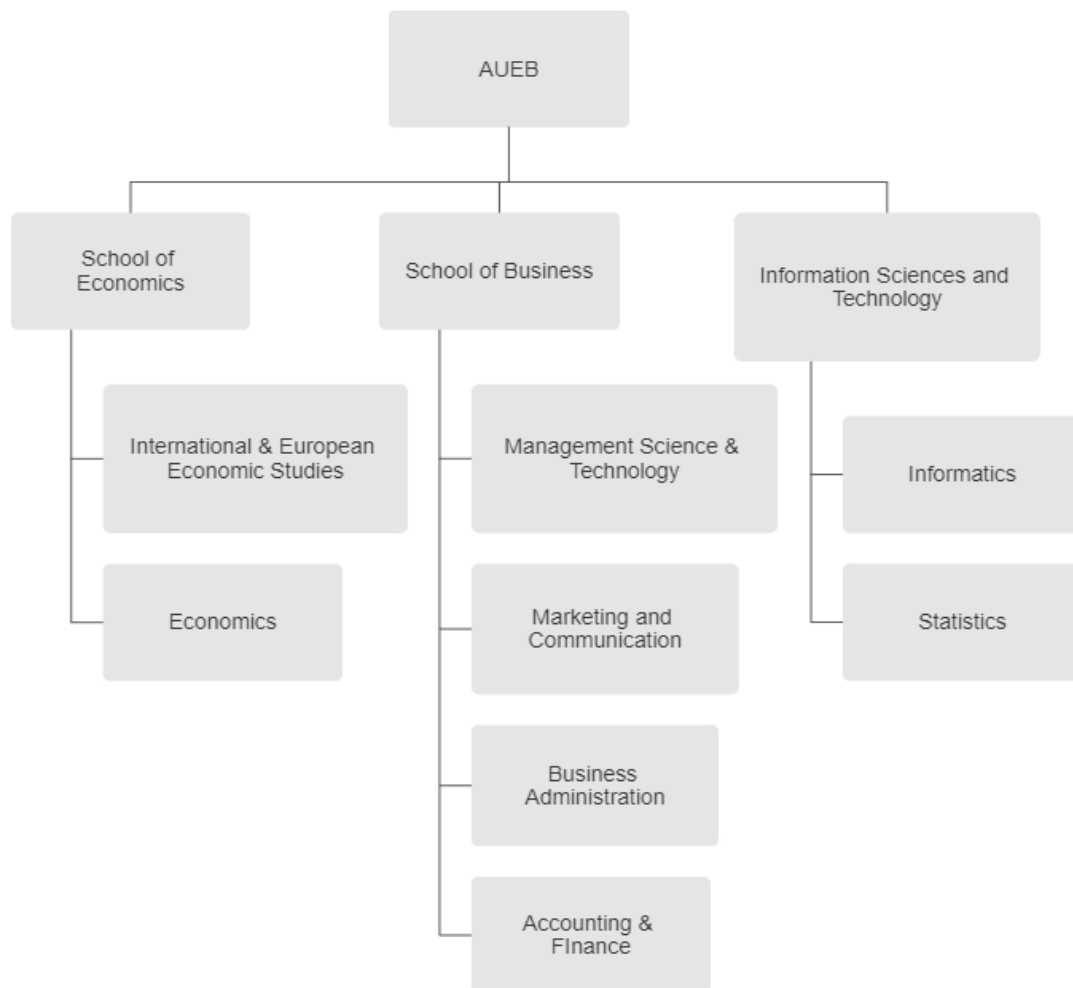 AUEB
School of
Economics
School of Business
Information Sciences and
Technology
International & European
Economic Studies
Economics
Management Science &
Technology
Marketing and
Communication
Business
Administration
Accounting &
FInance
Informatics
Statistics